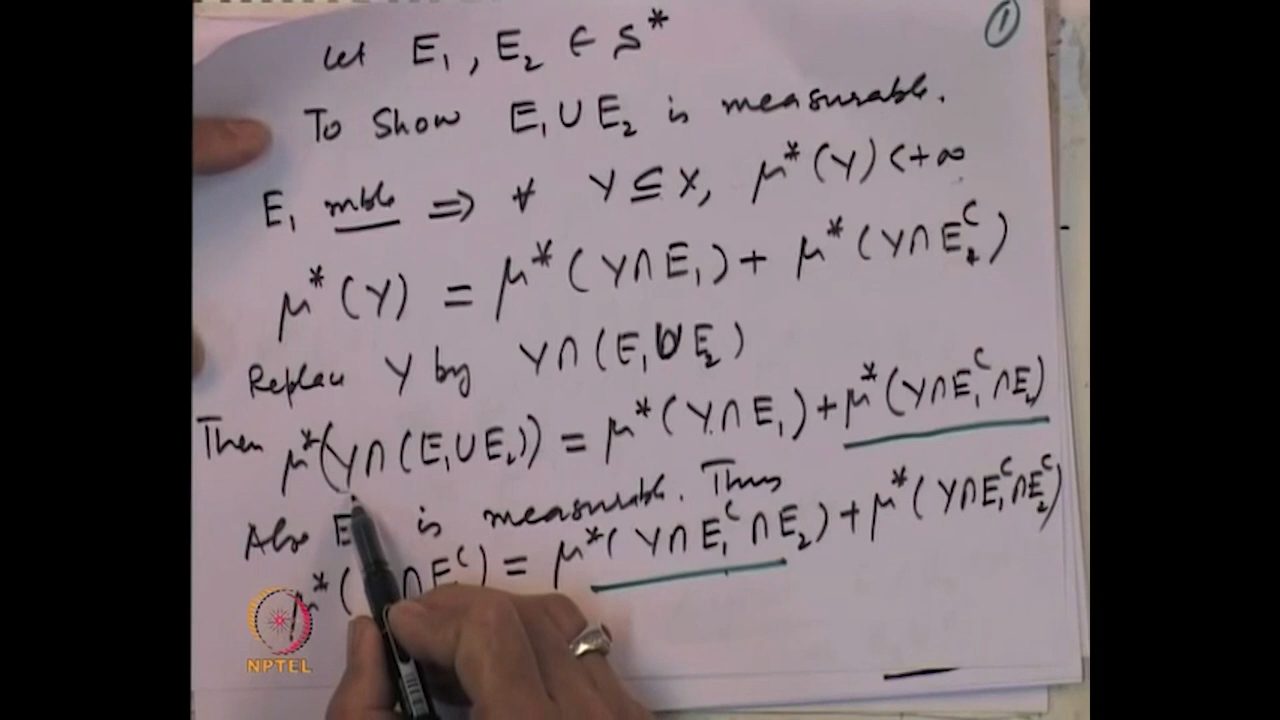 ①
Let E₁, E₂ ∈ S*
To Show E₁ ∪ E₂ is measurable.
E₁ mble ⇒ ∀ Y ⊆ X, μ*(Y) < +∞
μ*(Y) = μ*(Y ∩ E₁) + μ*(Y ∩ E₁ᶜ)
Replace Y by Y ∩ (E₁ ∪ E₂)
Then μ*(Y ∩ (E₁ ∪ E₂)) = μ*(Y ∩ E₁) + μ*(Y ∩ E₁ᶜ ∩ E₂)
Also E is measurable. Thus
μ*( ∩ Eᶜ) = μ*(Y ∩ E₁ᶜ ∩ E₂) + μ*(Y ∩ E₁ᶜ ∩ E₂ᶜ)
NPTEL